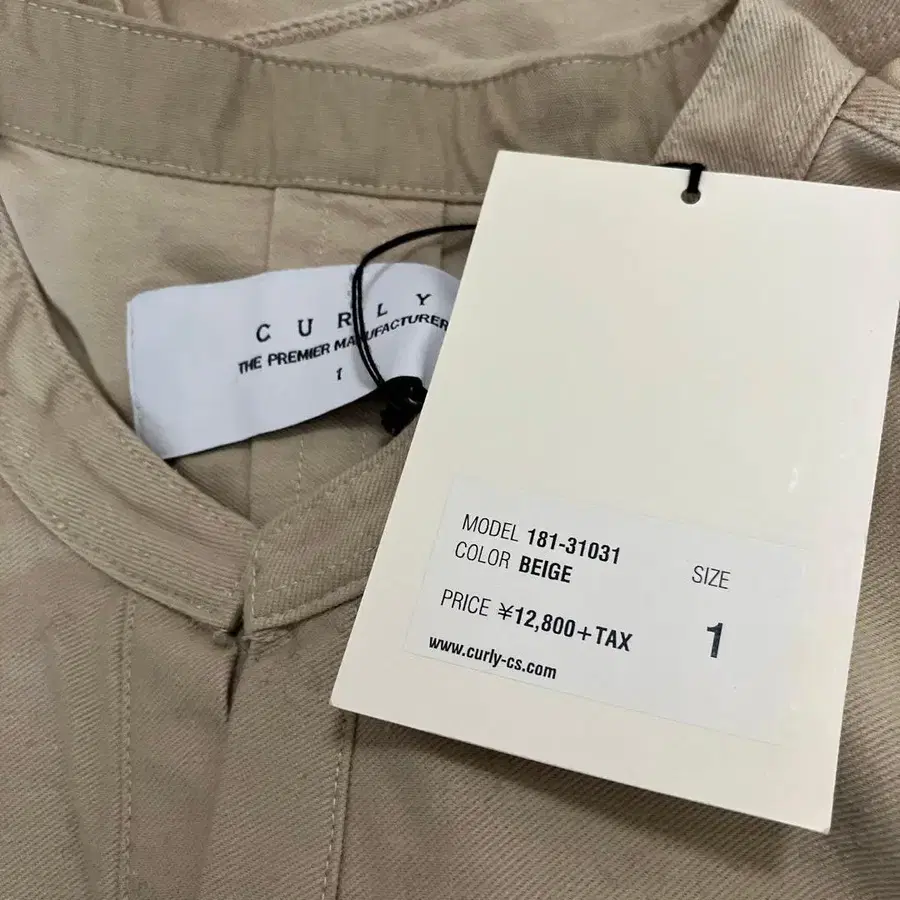 C U R L Y
THE PREMIER MANUFACTURER
1
MODEL 181-31031
COLOR BEIGE
SIZE
PRICE ¥12,800+TAX
1
www.curly-cs.com